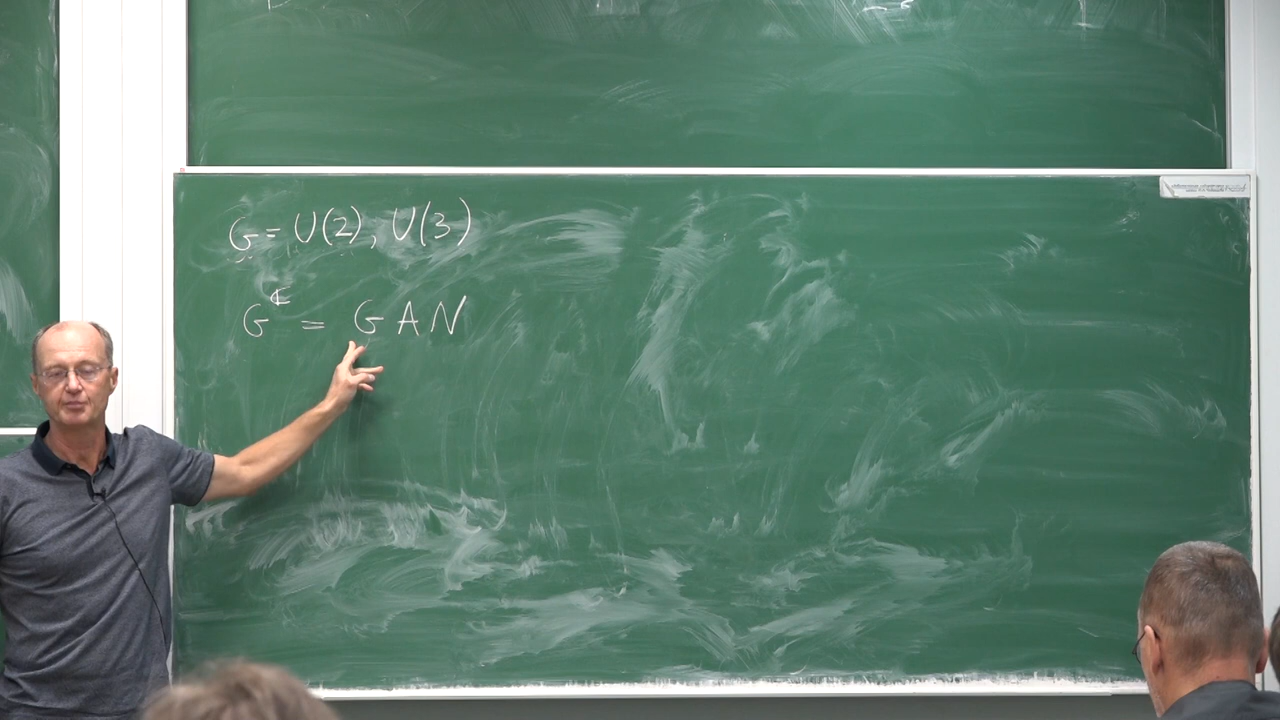 G = U(2), U(3)
G^ℂ = G A N